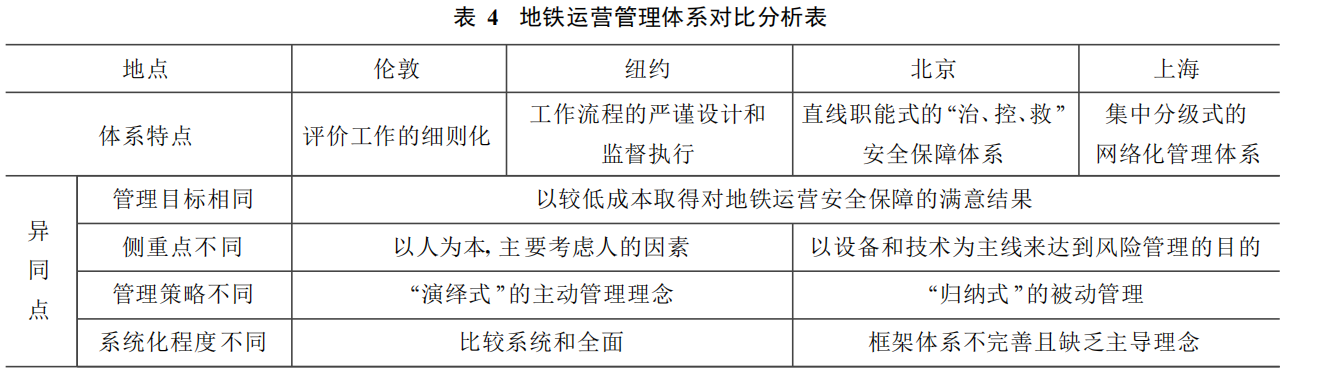 表 4 地铁运营管理体系对比分析表
地点 伦敦 纽约 北京 上海
体系特点 评价工作的细则化 工作流程的严谨设计和监督执行 直线职能式的“治、控、救”安全保障体系 集中分级式的网络化管理体系
异同点
管理目标相同 以较低成本取得对地铁运营安全保障的满意结果
侧重点不同 以人为本,主要考虑人的因素 以设备和技术为主线来达到风险管理的目的
管理策略不同 “演绎式”的主动管理理念 “归纳式”的被动管理
系统化程度不同 比较系统和全面 框架体系不完善且缺乏主导理念